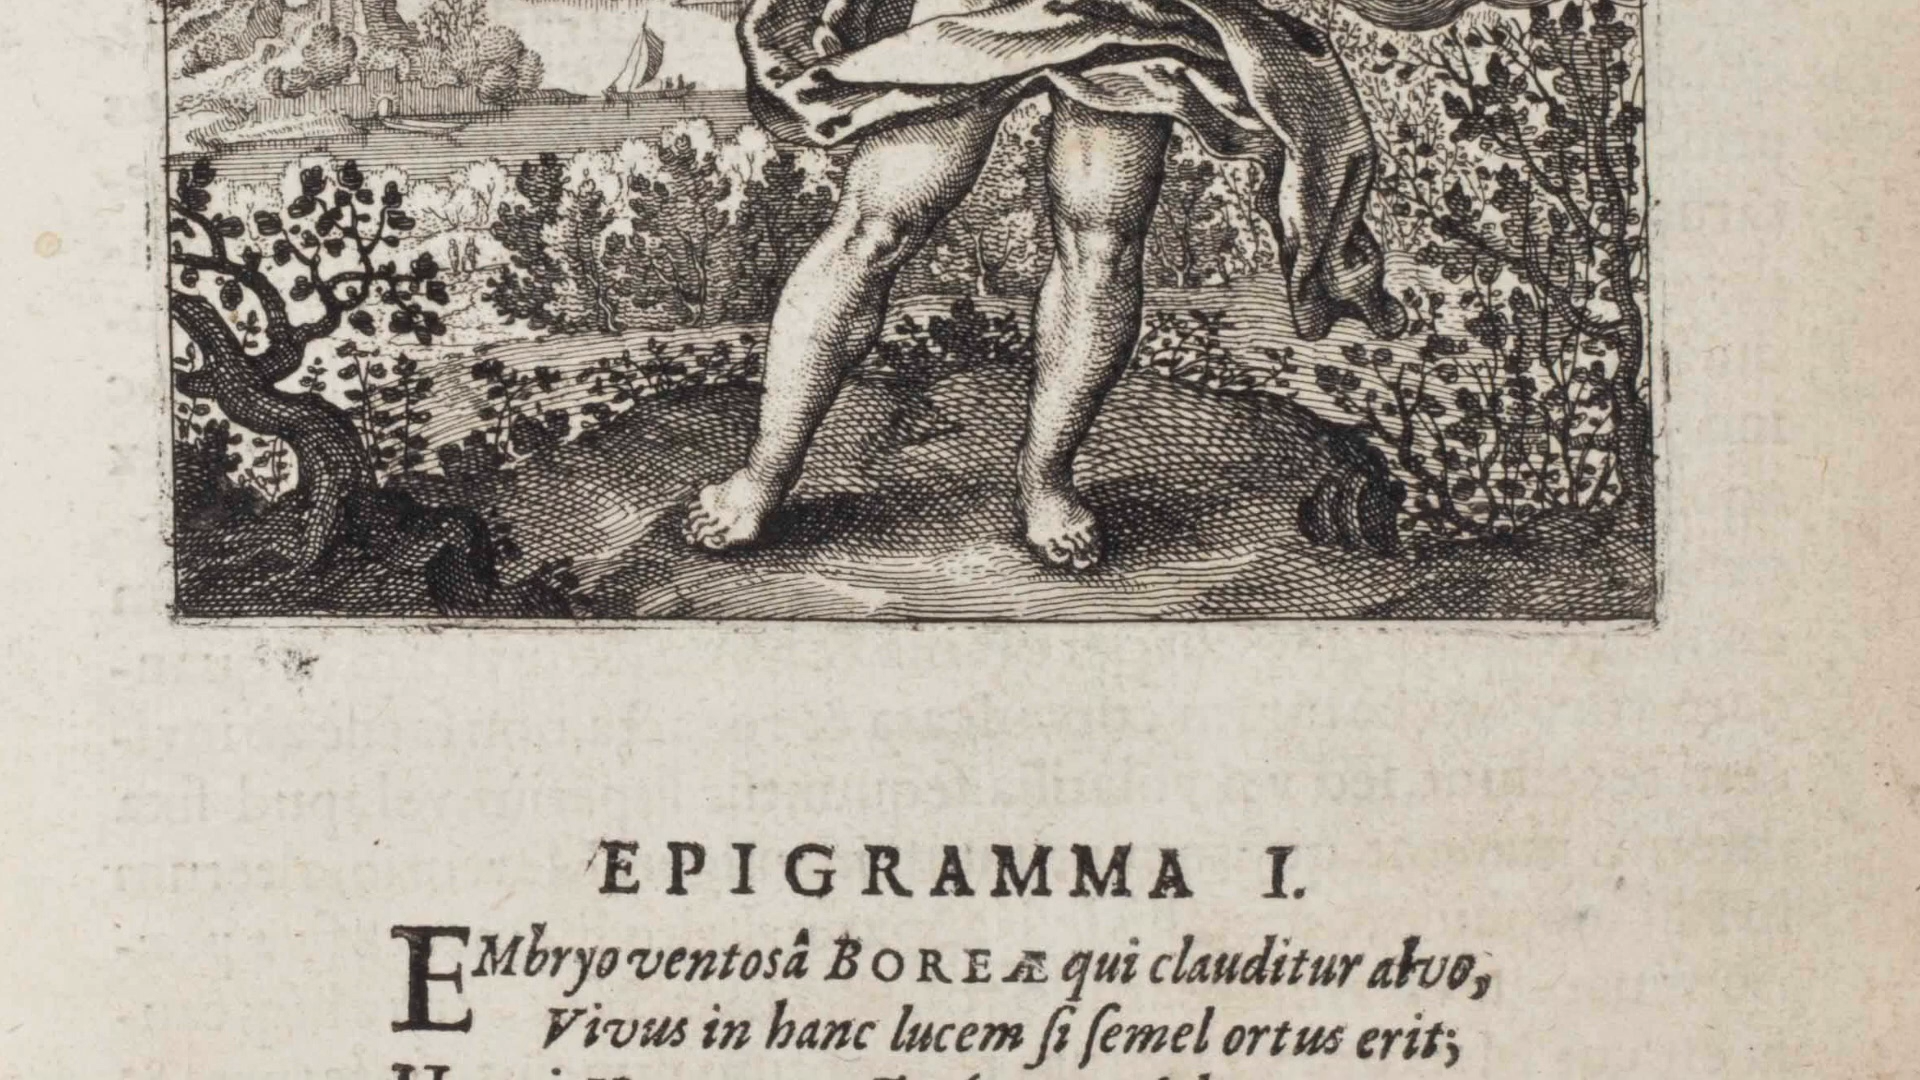 EPIGRAMMA I.
EMbryo ventosâ BOREÆ qui clauditur alvo,
Vivus in hanc lucem ſi ſemel ortus erit;